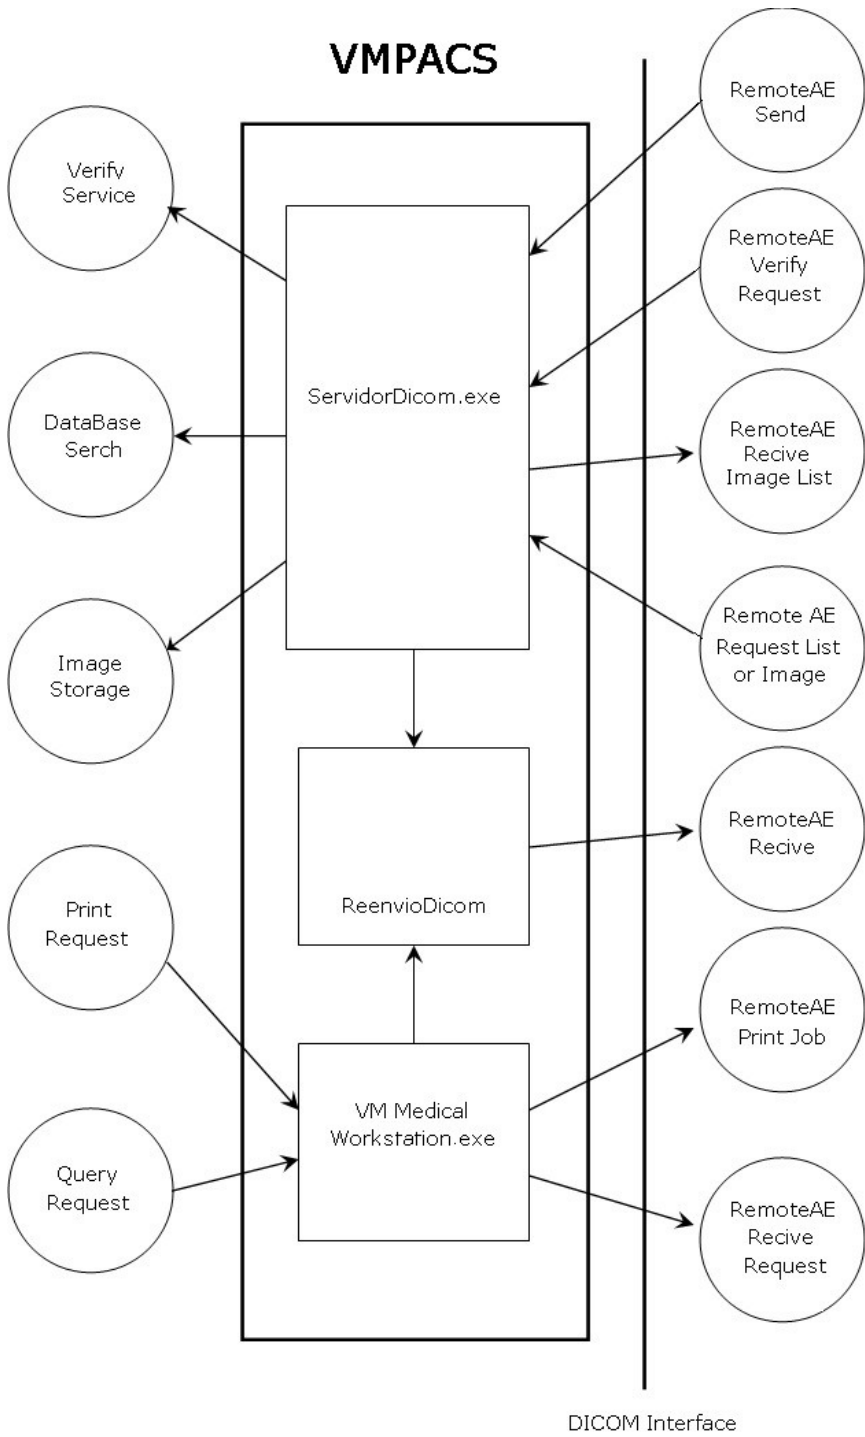 VMPACS
RemoteAE
Send
Verify
Service
RemoteAE
Verify
Request
ServidorDicom.exe
DataBase
Serch
RemoteAE
Recive
Image List
Image
Storage
Remote AE
Request List
or Image
RemoteAE
Recive
ReenvioDicom
Print
Request
RemoteAE
Print Job
VM Medical
Workstation.exe
Query
Request
RemoteAE
Recive
Request
DICOM Interface